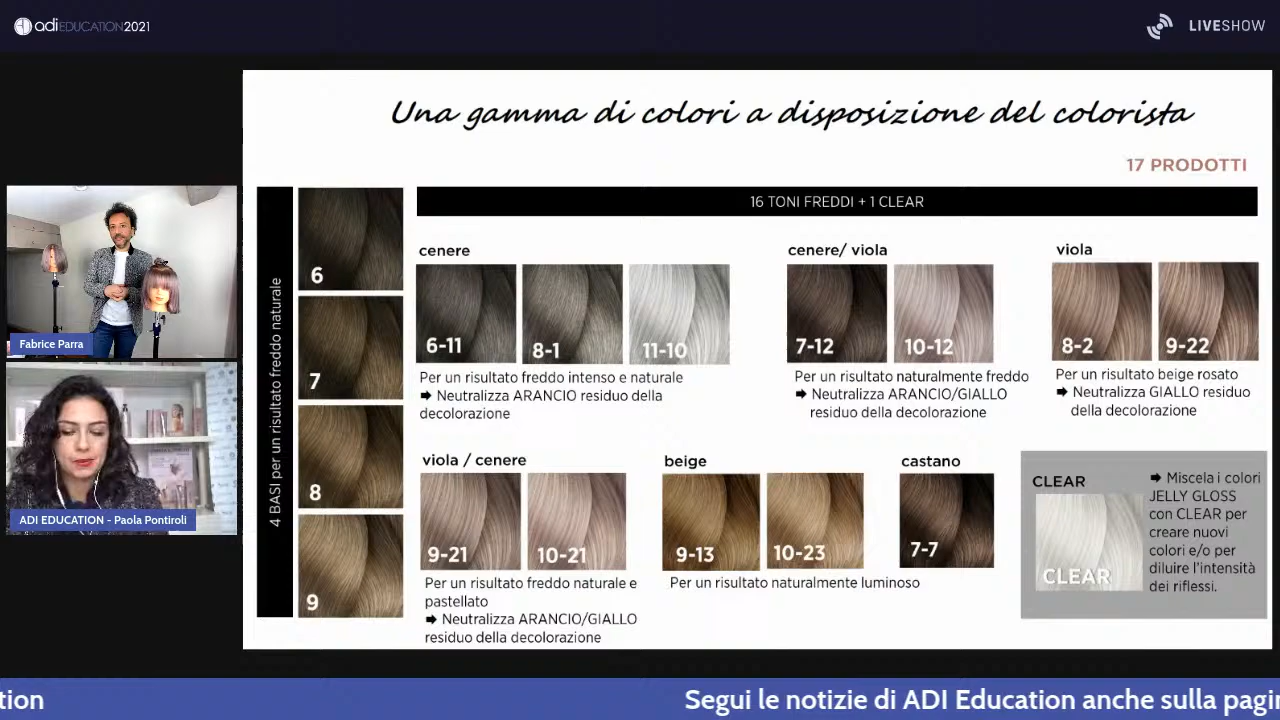 adi EDUCATION 2021
LIVESHOW
Una gamma di colori a disposizione del colorista
17 PRODOTTI
16 TONI FREDDI + 1 CLEAR
4 BASI per un risultato freddo naturale
6
7
8
9
cenere
6-11
8-1
11-10
Per un risultato freddo intenso e naturale
➡ Neutralizza ARANCIO residuo della
decolorazione
cenere/ viola
7-12
10-12
Per un risultato naturalmente freddo
➡ Neutralizza ARANCIO/GIALLO
residuo della decolorazione
viola
8-2
9-22
Per un risultato beige rosato
➡ Neutralizza GIALLO residuo
della decolorazione
viola / cenere
9-21
10-21
Per un risultato freddo naturale e
pastellato
➡ Neutralizza ARANCIO/GIALLO
residuo della decolorazione
beige
9-13
10-23
Per un risultato naturalmente luminoso
castano
7-7
CLEAR
CLEAR
➡ Miscela i colori
JELLY GLOSS
con CLEAR per
creare nuovi
colori e/o per
diluire l'intensità
dei riflessi.
Fabrice Parra
ADI EDUCATION - Paola Pontiroli
tion
Segui le notizie di ADI Education anche sulla pagin